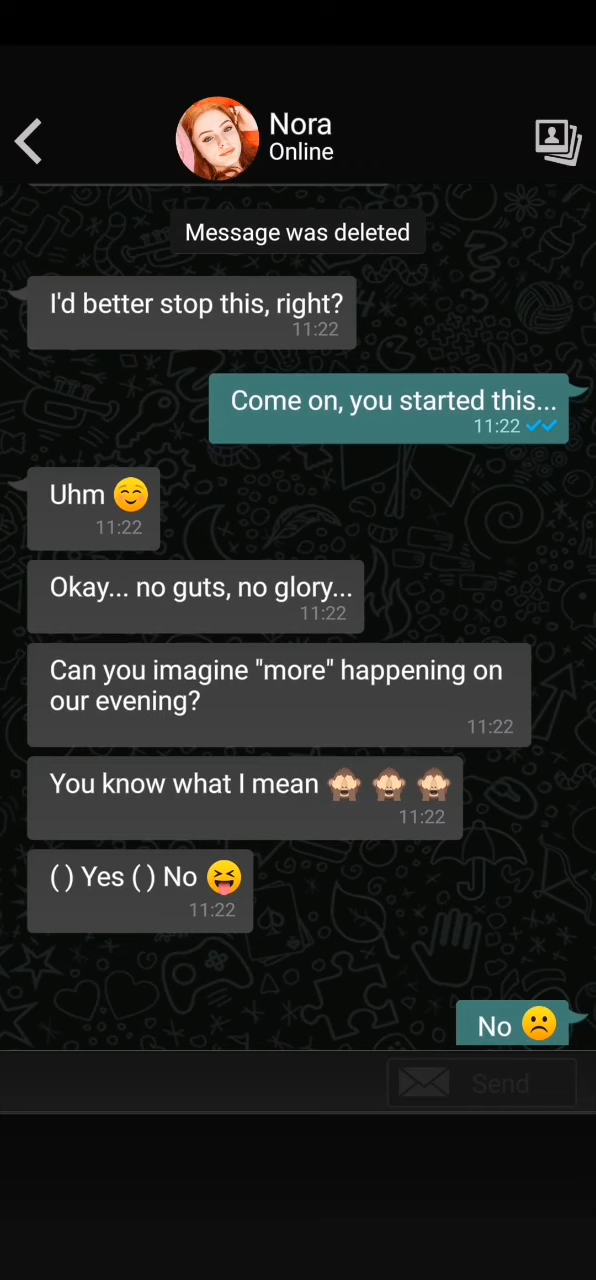 Nora
Online
Message was deleted
I'd better stop this, right?
11:22
Come on, you started this...
11:22
Uhm 😊
11:22
Okay... no guts, no glory...
11:22
Can you imagine "more" happening on
our evening?
11:22
You know what I mean 🙈 🙈 🙈
11:22
( ) Yes ( ) No 😝
11:22
No ☹️
Send